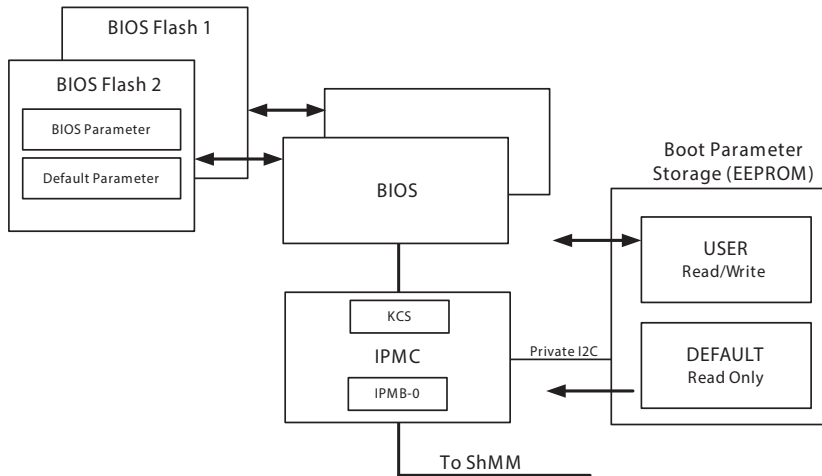 BIOS Flash 1
BIOS Flash 2
BIOS Parameter
Default Parameter
BIOS
Boot Parameter
Storage (EEPROM)
USER
Read/Write
KCS
IPMC
Private I2C
DEFAULT
Read Only
IPMB-0
To ShMM